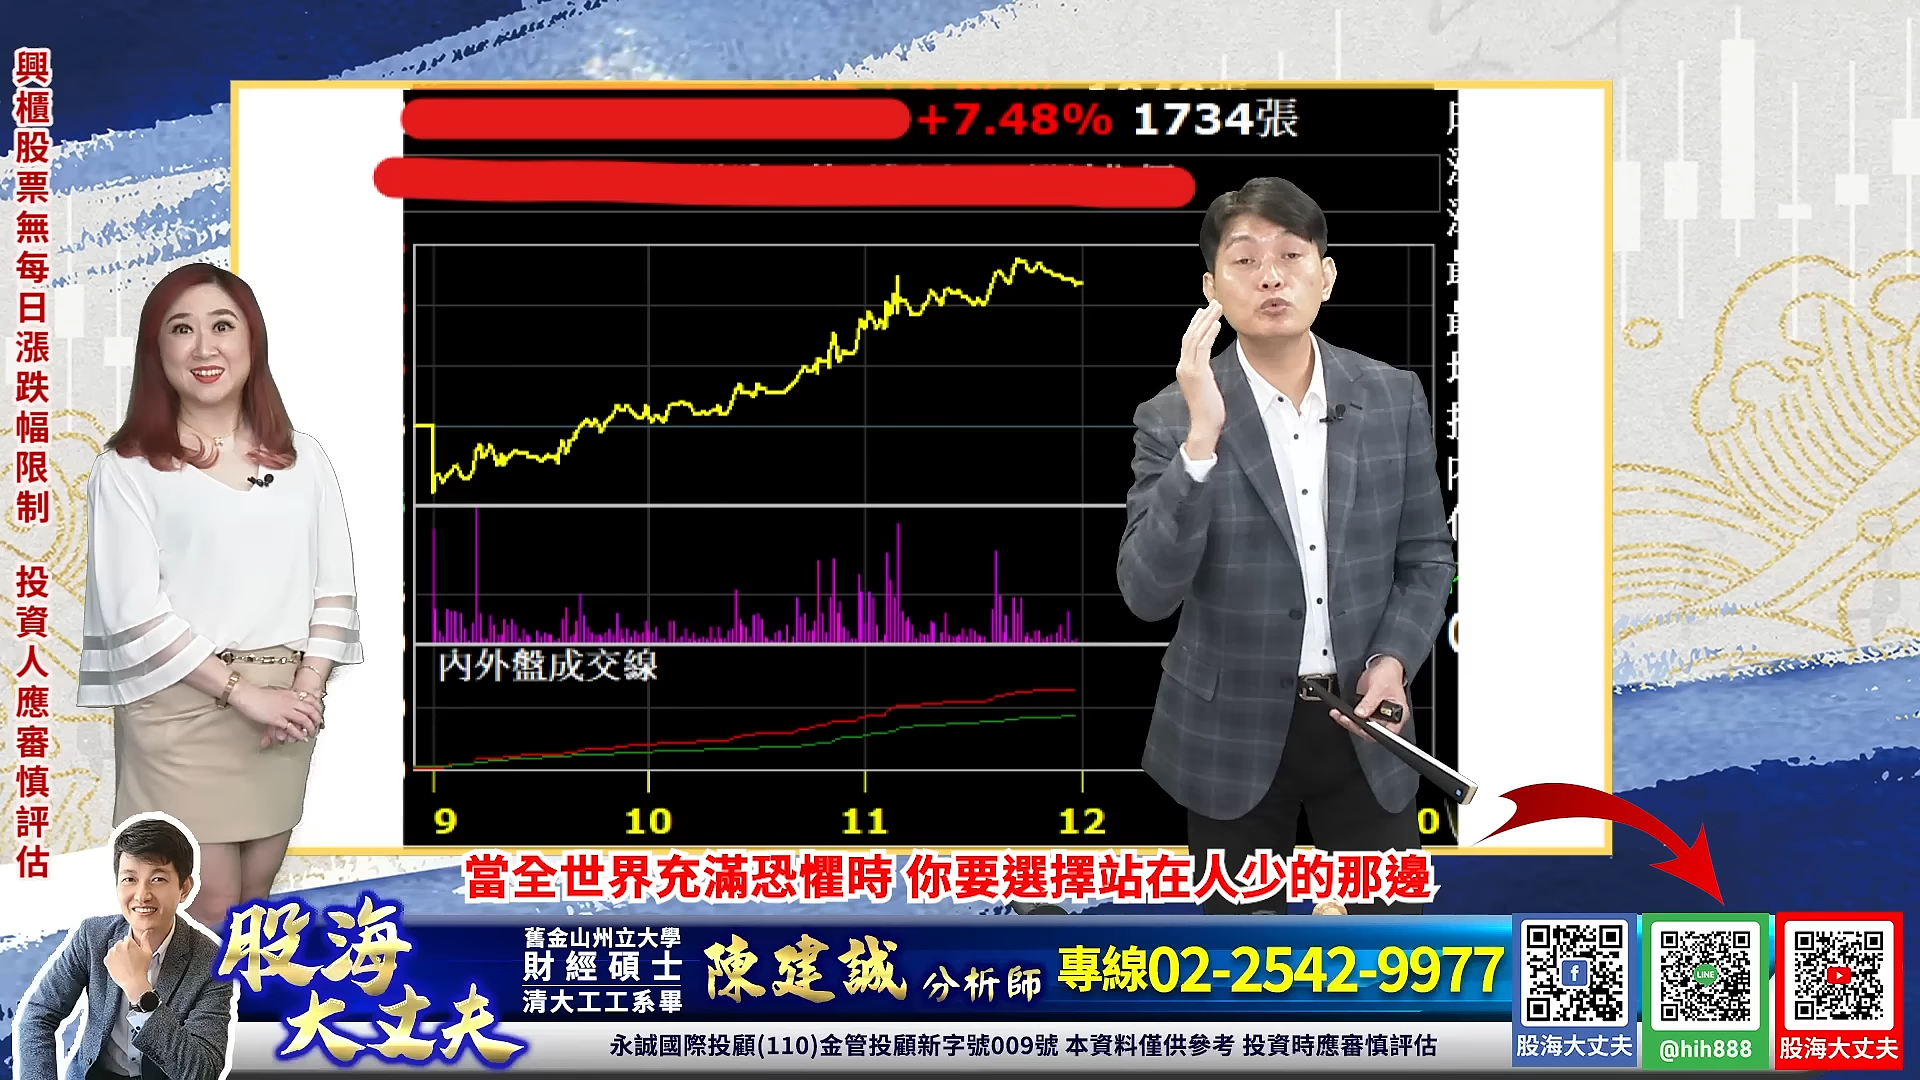 興櫃股票無每日漲跌幅限制 投資人應審慎評估
+7.48% 1734張
內外盤成交線
9 10 11 12
當全世界充滿恐懼時 你要選擇站在人少的那邊
股海大丈夫
舊金山州立大學
財經碩士
清大工工系畢
陳建誠 分析師
專線02-2542-9977
永誠國際投顧(110)金管投顧新字號009號 本資料僅供參考 投資時應審慎評估
股海大丈夫
LINE
@hih888
股海大丈夫